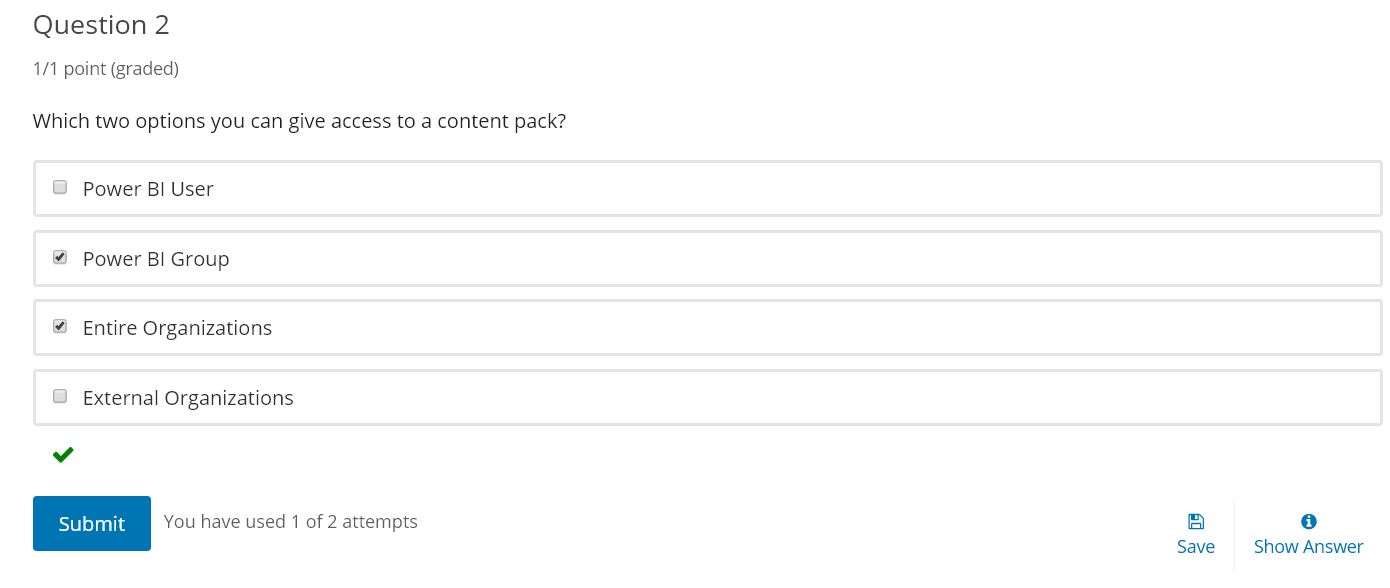 Question 2
1/1 point (graded)
Which two options you can give access to a content pack?
Power BI User
Power BI Group
Entire Organizations
External Organizations
Submit
You have used 1 of 2 attempts
Save
Show Answer